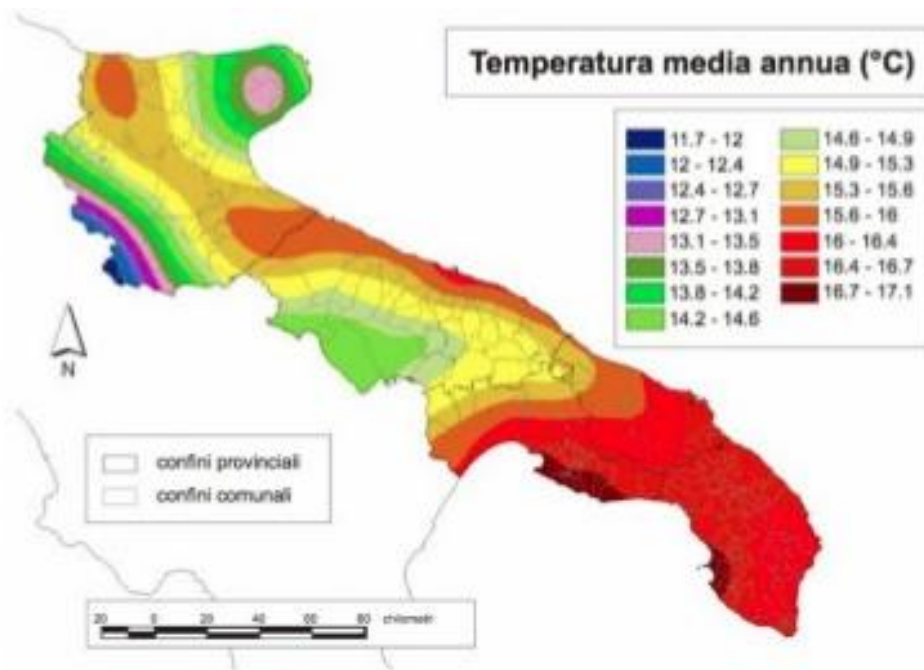 Temperatura media annua (°C)
11.7 - 12
12 - 12.4
12.4 - 12.7
12.7 - 13.1
13.1 - 13.5
13.5 - 13.8
13.8 - 14.2
14.2 - 14.6
14.6 - 14.9
14.9 - 15.3
15.3 - 15.6
15.6 - 16
16 - 16.4
16.4 - 16.7
16.7 - 17.1
N
confini provinciali
confini comunali
20 0 20 40 60 80 chilometri